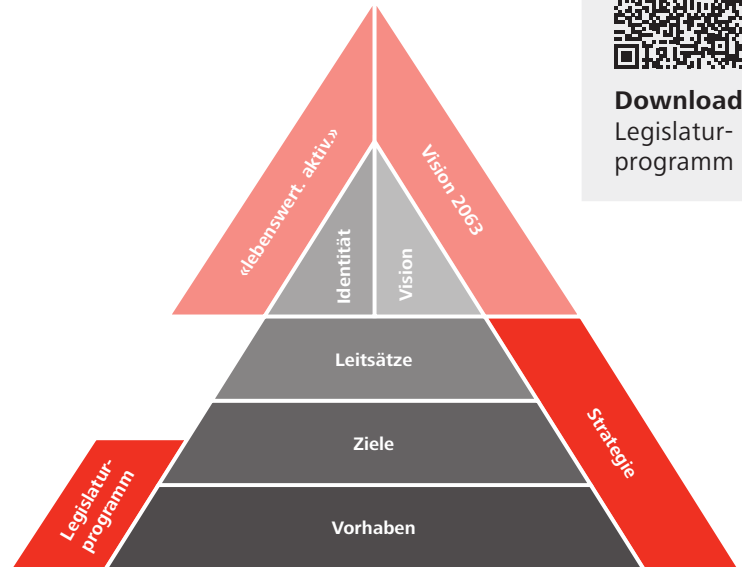 Download
Legislatur-
programm
«lebenswert. aktiv.»
Vision 2063
Identität
Vision
Leitsätze
Ziele
Strategie
Legislatur-
programm
Vorhaben